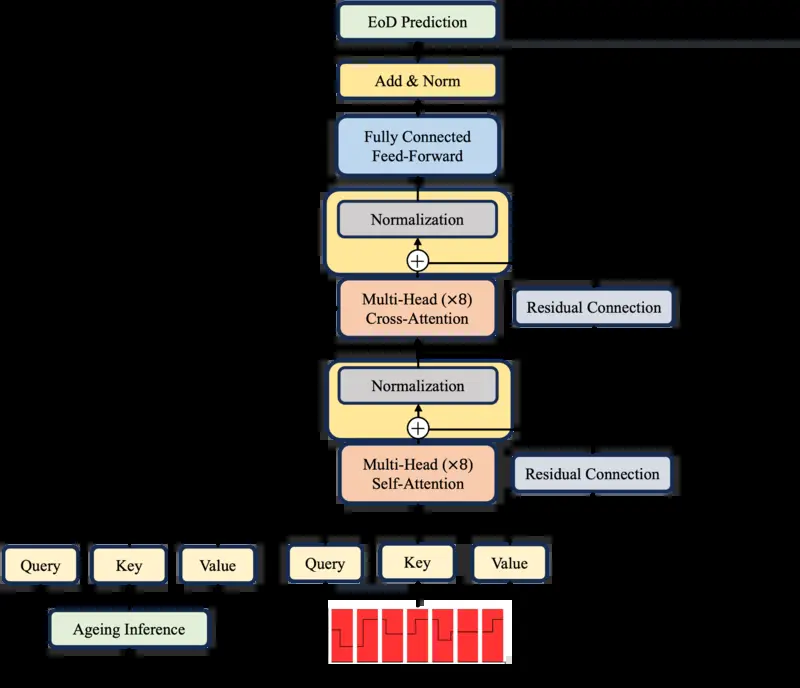 EoD Prediction
Add & Norm
Fully Connected
Feed-Forward
Normalization
Multi-Head (×8)
Cross-Attention
Residual Connection
Normalization
Multi-Head (×8)
Self-Attention
Residual Connection
Query
Key
Value
Query
Key
Value
Ageing Inference